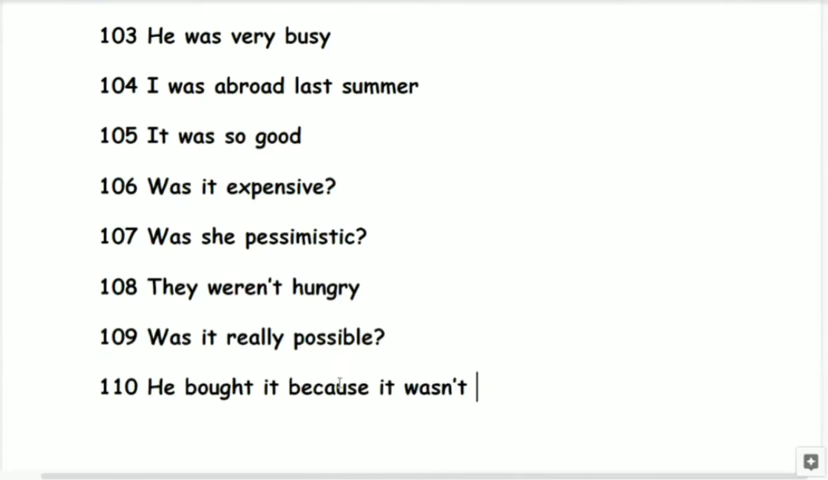 103 He was very busy
104 I was abroad last summer
105 It was so good
106 Was it expensive?
107 Was she pessimistic?
108 They weren't hungry
109 Was it really possible?
110 He bought it because it wasn't